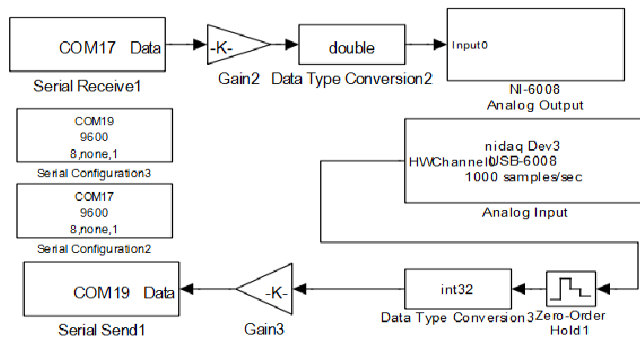 COM17 Data
Serial Receive1
-K-
Gain2
double
Data Type Conversion2
Input0
NI-6008
Analog Output
COM19
9600
8,none,1
Serial Configuration3
COM17
9600
8,none,1
Serial Configuration2
nidaq Dev3
HWChannel0
USB-6008
1000 samples/sec
Analog Input
COM19 Data
Serial Send1
-K-
Gain3
int32
Data Type Conversion3
Zero-Order
Hold1